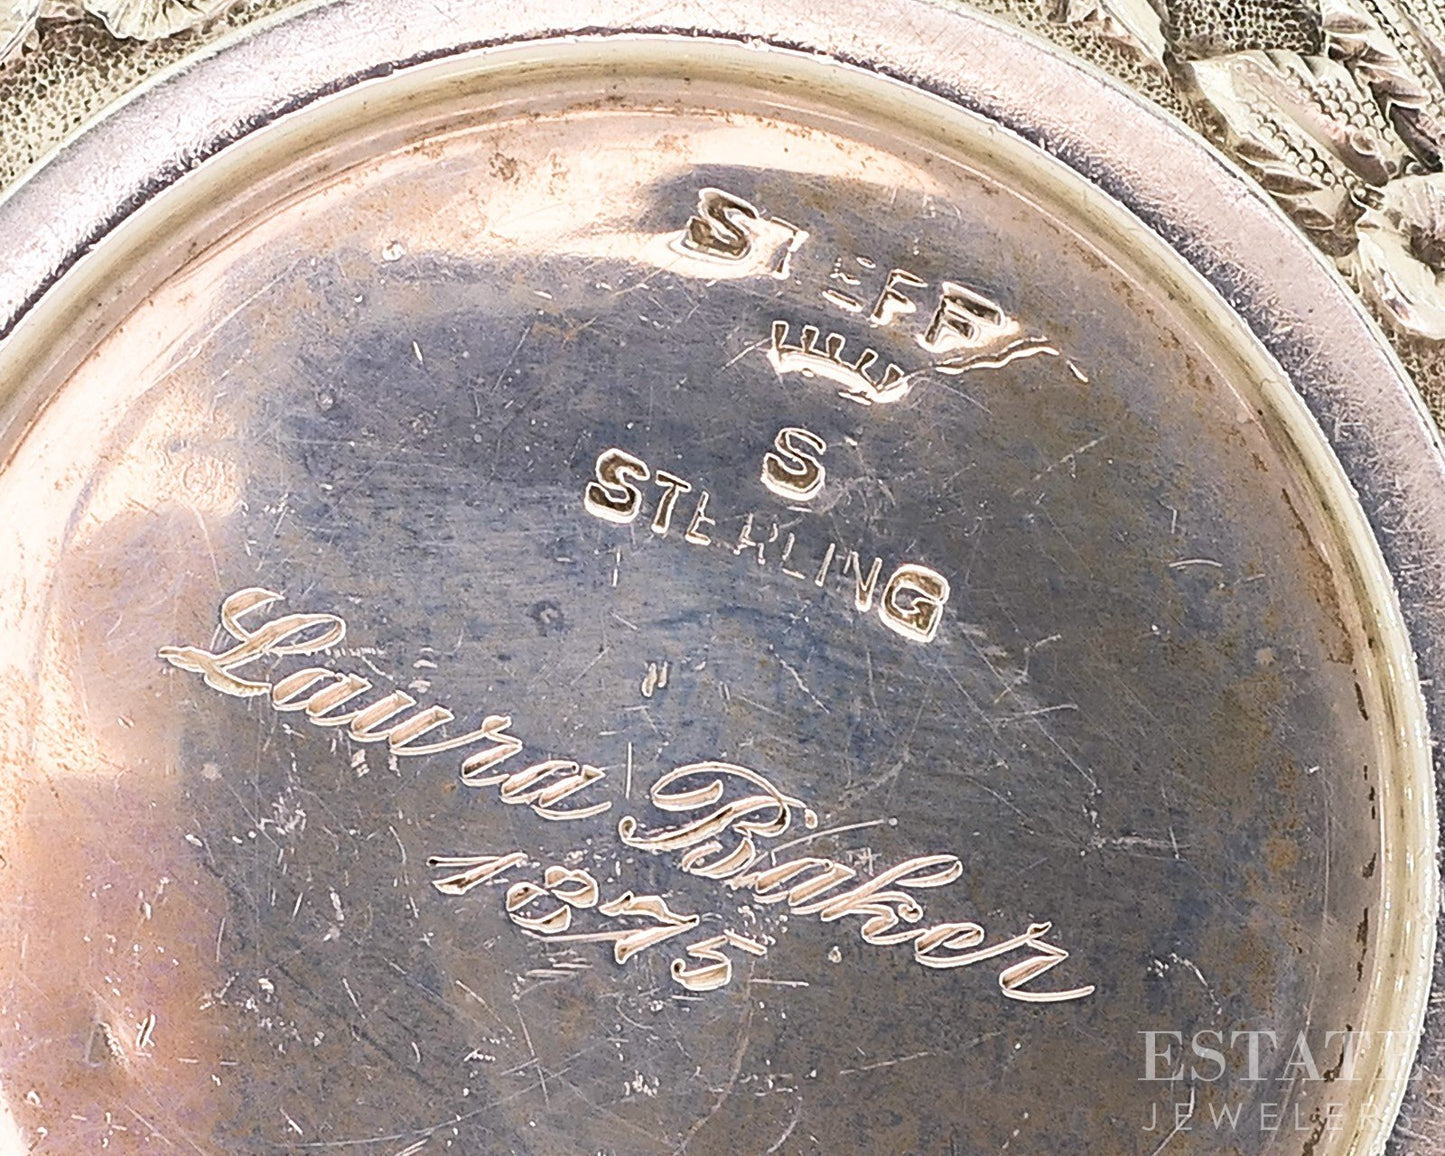 STIEFF
S
STERLING
Laura Baker
1875
ESTATE
JEWELERS